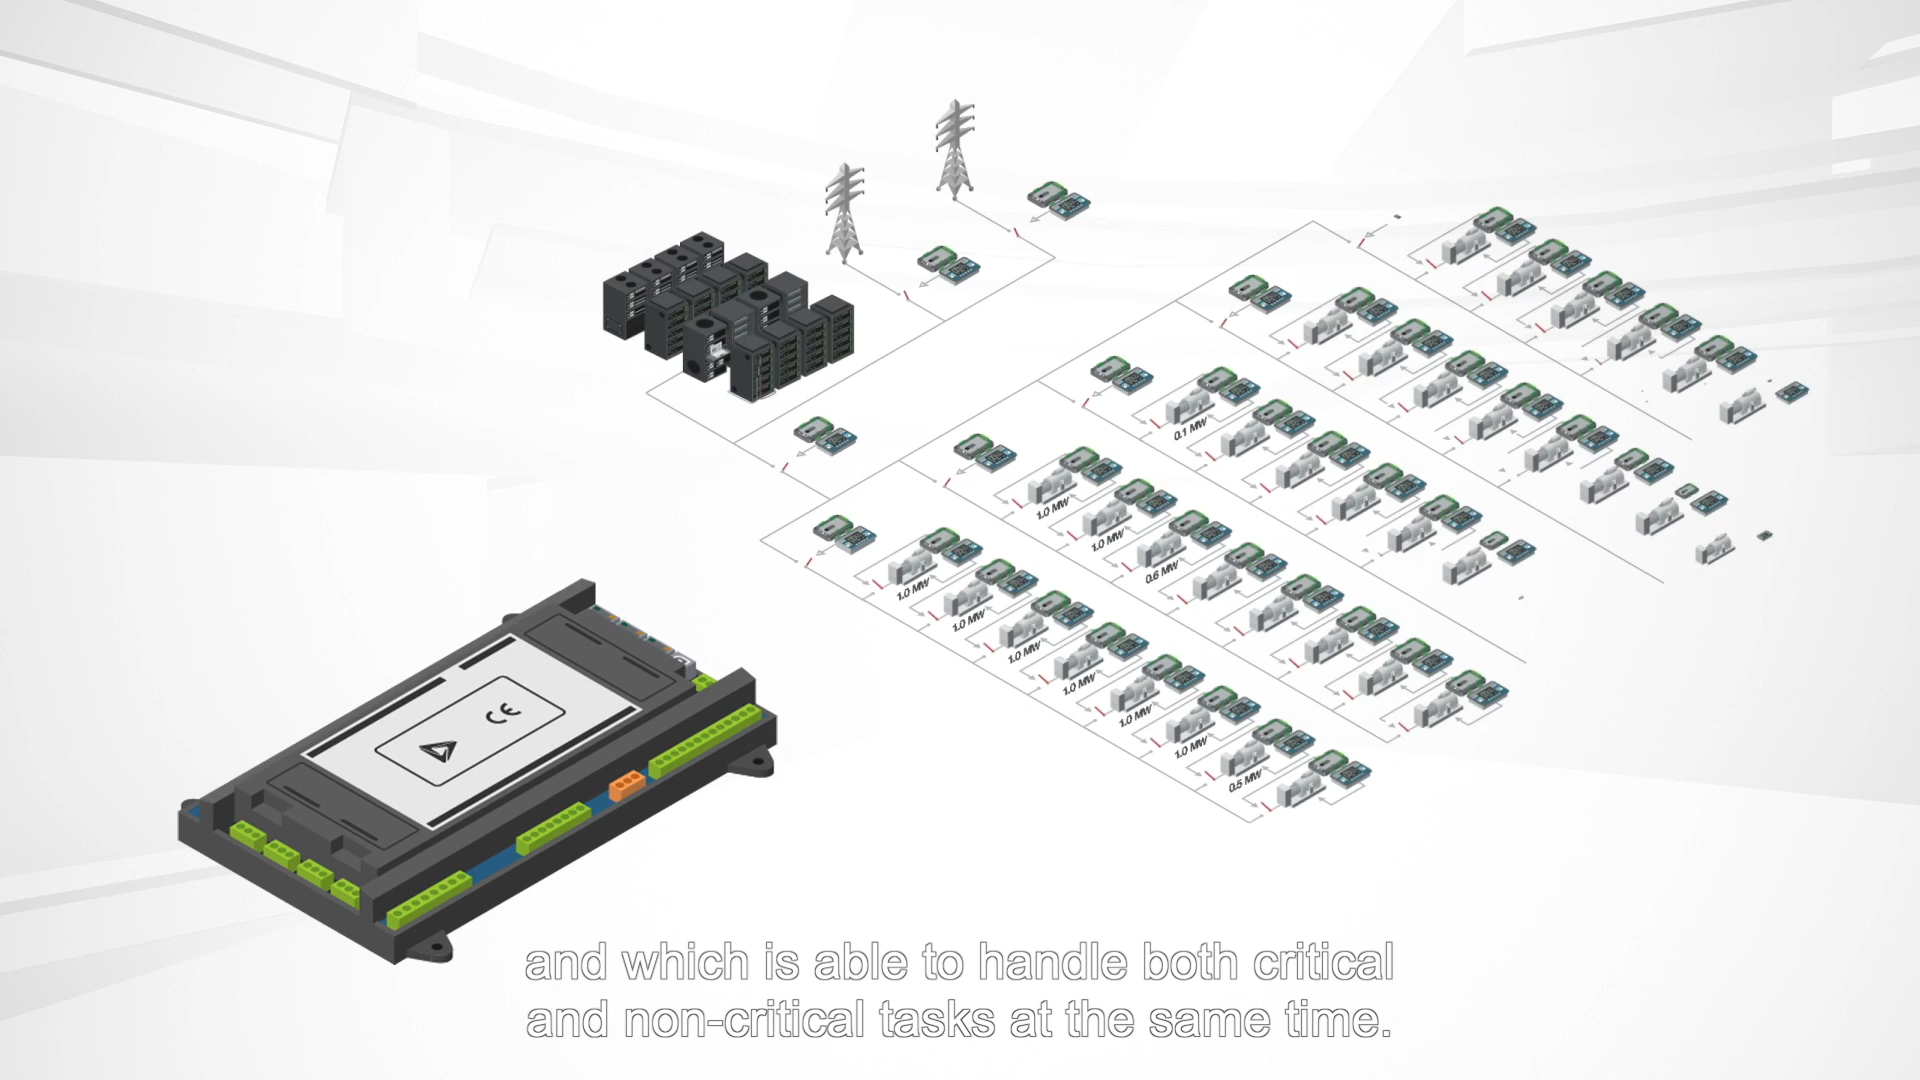 0.1 MW
1.0 MW
1.0 MW
0.6 MW
1.0 MW
1.0 MW
1.0 MW
1.0 MW
1.0 MW
1.0 MW
0.5 MW
CE
and which is able to handle both critical
and non-critical tasks at the same time.